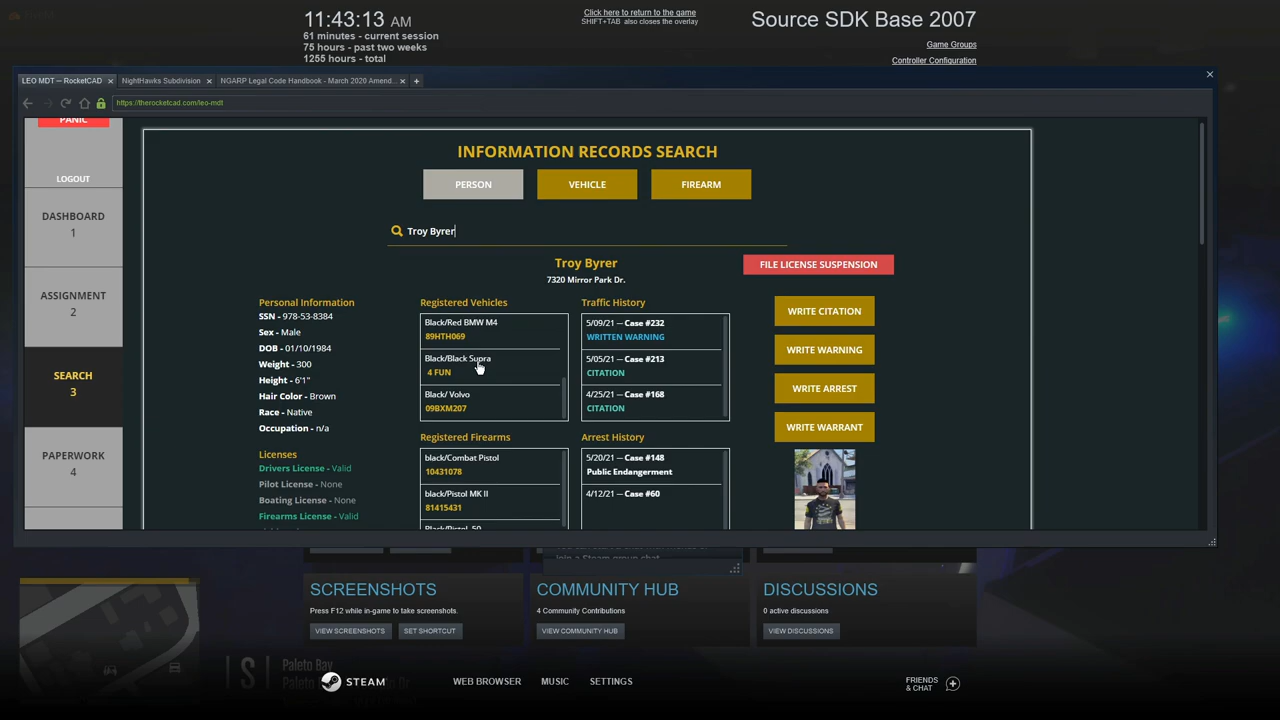 11:43:13 AM
61 minutes - current session
75 hours - past two weeks
1255 hours - total
Click here to return to the game
SHIFT+TAB also closes the overlay
Source SDK Base 2007
Game Groups
Controller Configuration
LEO MDT -- RocketCAD
NightHawks Subdivision
NGARP Legal Code Handbook - March 2020 Amend...
https://therocketcad.com/leo-mdt
PANIC
LOGOUT
DASHBOARD
1
ASSIGNMENT
2
SEARCH
3
PAPERWORK
4
INFORMATION RECORDS SEARCH
PERSON
VEHICLE
FIREARM
Troy Byrer
Troy Byrer
7320 Mirror Park Dr.
FILE LICENSE SUSPENSION
Personal Information
SSN - 978-53-8384
Sex - Male
DOB - 01/10/1984
Weight - 300
Height - 6'1"
Hair Color - Brown
Race - Native
Occupation - n/a
Licenses
Drivers License - Valid
Pilot License - None
Boating License - None
Firearms License - Valid
Registered Vehicles
Black/Red BMW M4
89HTH069
Black/Black Supra
4 FUN
Black/ Volvo
09BXM207
Registered Firearms
black/Combat Pistol
10431078
black/Pistol MK II
81415431
Black/Pistol .50
Traffic History
5/09/21 -- Case #232
WRITTEN WARNING
5/05/21 -- Case #213
CITATION
4/25/21 -- Case #168
CITATION
Arrest History
5/20/21 -- Case #148
Public Endangerment
4/12/21 -- Case #60
WRITE CITATION
WRITE WARNING
WRITE ARREST
WRITE WARRANT
join a Steam group chat.
SCREENSHOTS
Press F12 while in-game to take screenshots.
VIEW SCREENSHOTS
SET SHORTCUT
COMMUNITY HUB
4 Community Contributions
VIEW COMMUNITY HUB
DISCUSSIONS
0 active discussions
VIEW DISCUSSIONS
| S |
Paleto Bay
Paleto
STEAM
WEB BROWSER
MUSIC
SETTINGS
FRIENDS
& CHAT